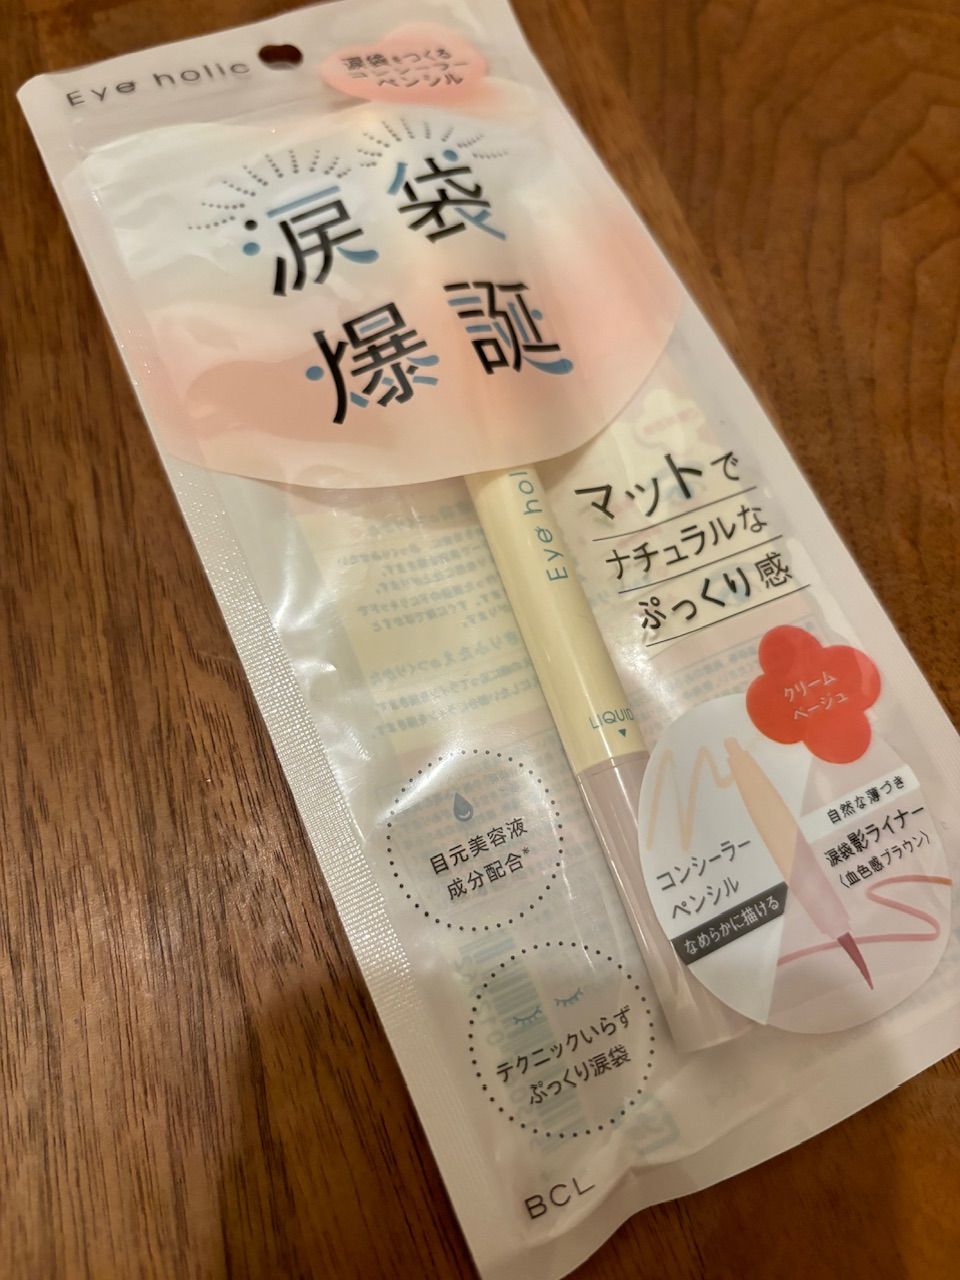 Eye holic
涙袋をつくる
コンシーラー
ペンシル
涙袋
爆誕
Eye hol
マットで
ナチュラルな
ぷっくり感
LIQUID
クリーム
ベージュ
自然な薄づき
涙袋影ライナー
〈血色感ブラウン〉
コンシーラー
ペンシル
なめらかに描ける
目元美容液
成分配合*
テクニックいらず
ぷっくり涙袋
BCL